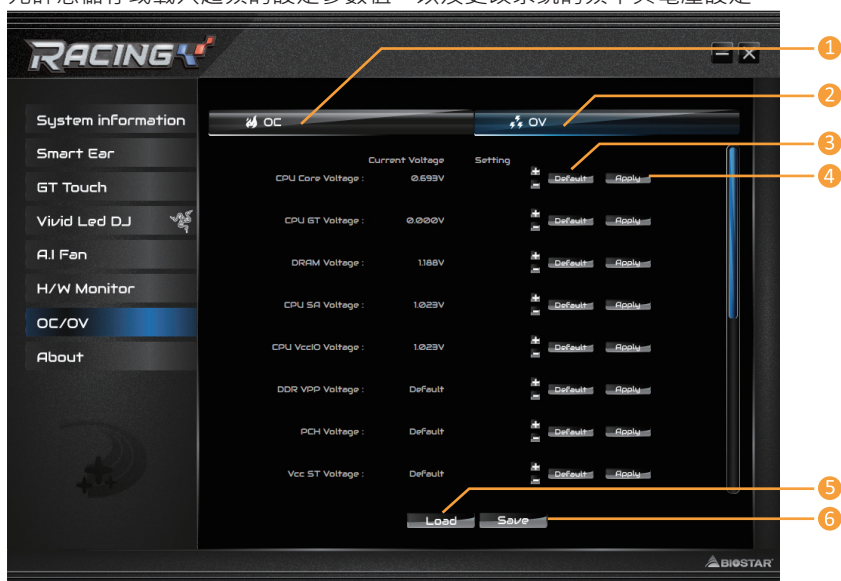 RACING
1
2
System information
OC
OV
Smart Ear
Current Voltage Setting
3
CPU Core Voltage : 0.693V + - Default Apply
4
GT Touch
Vivid Led DJ
CPU GT Voltage : 0.000V + - Default Apply
A.I Fan
DRAM Voltage : 1.188V + - Default Apply
H/W Monitor
CPU SA Voltage : 1.023V + - Default Apply
OC/OV
CPU VccIO Voltage : 1.023V + - Default Apply
About
DDR VPP Voltage : Default + - Default Apply
PCH Voltage : Default + - Default Apply
Vcc ST Voltage : Default + - Default Apply
5
Load Save
6
BIOSTAR